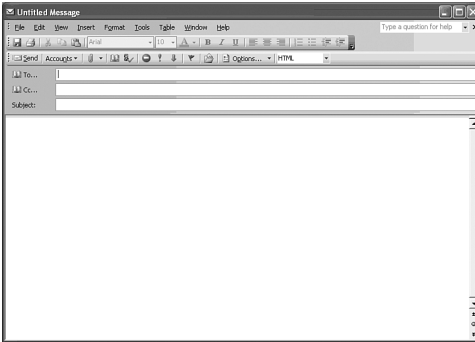 Untitled Message
File Edit View Insert Format Tools Table Window Help Type a question for help
Arial 10 A B I U
Send Accounts Options... HTML
To...
Cc...
Subject: